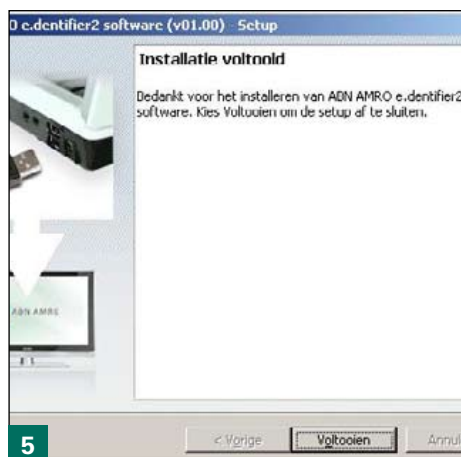 O e.dentifier2 software (v01.00) - Setup
Installatie voltooid
Bedankt voor het installeren van ABN AMRO e.dentifier2
software. Kies Voltooien om de setup af te sluiten.
ABN AMRO
< Vorige
Voltooien
Annul
5